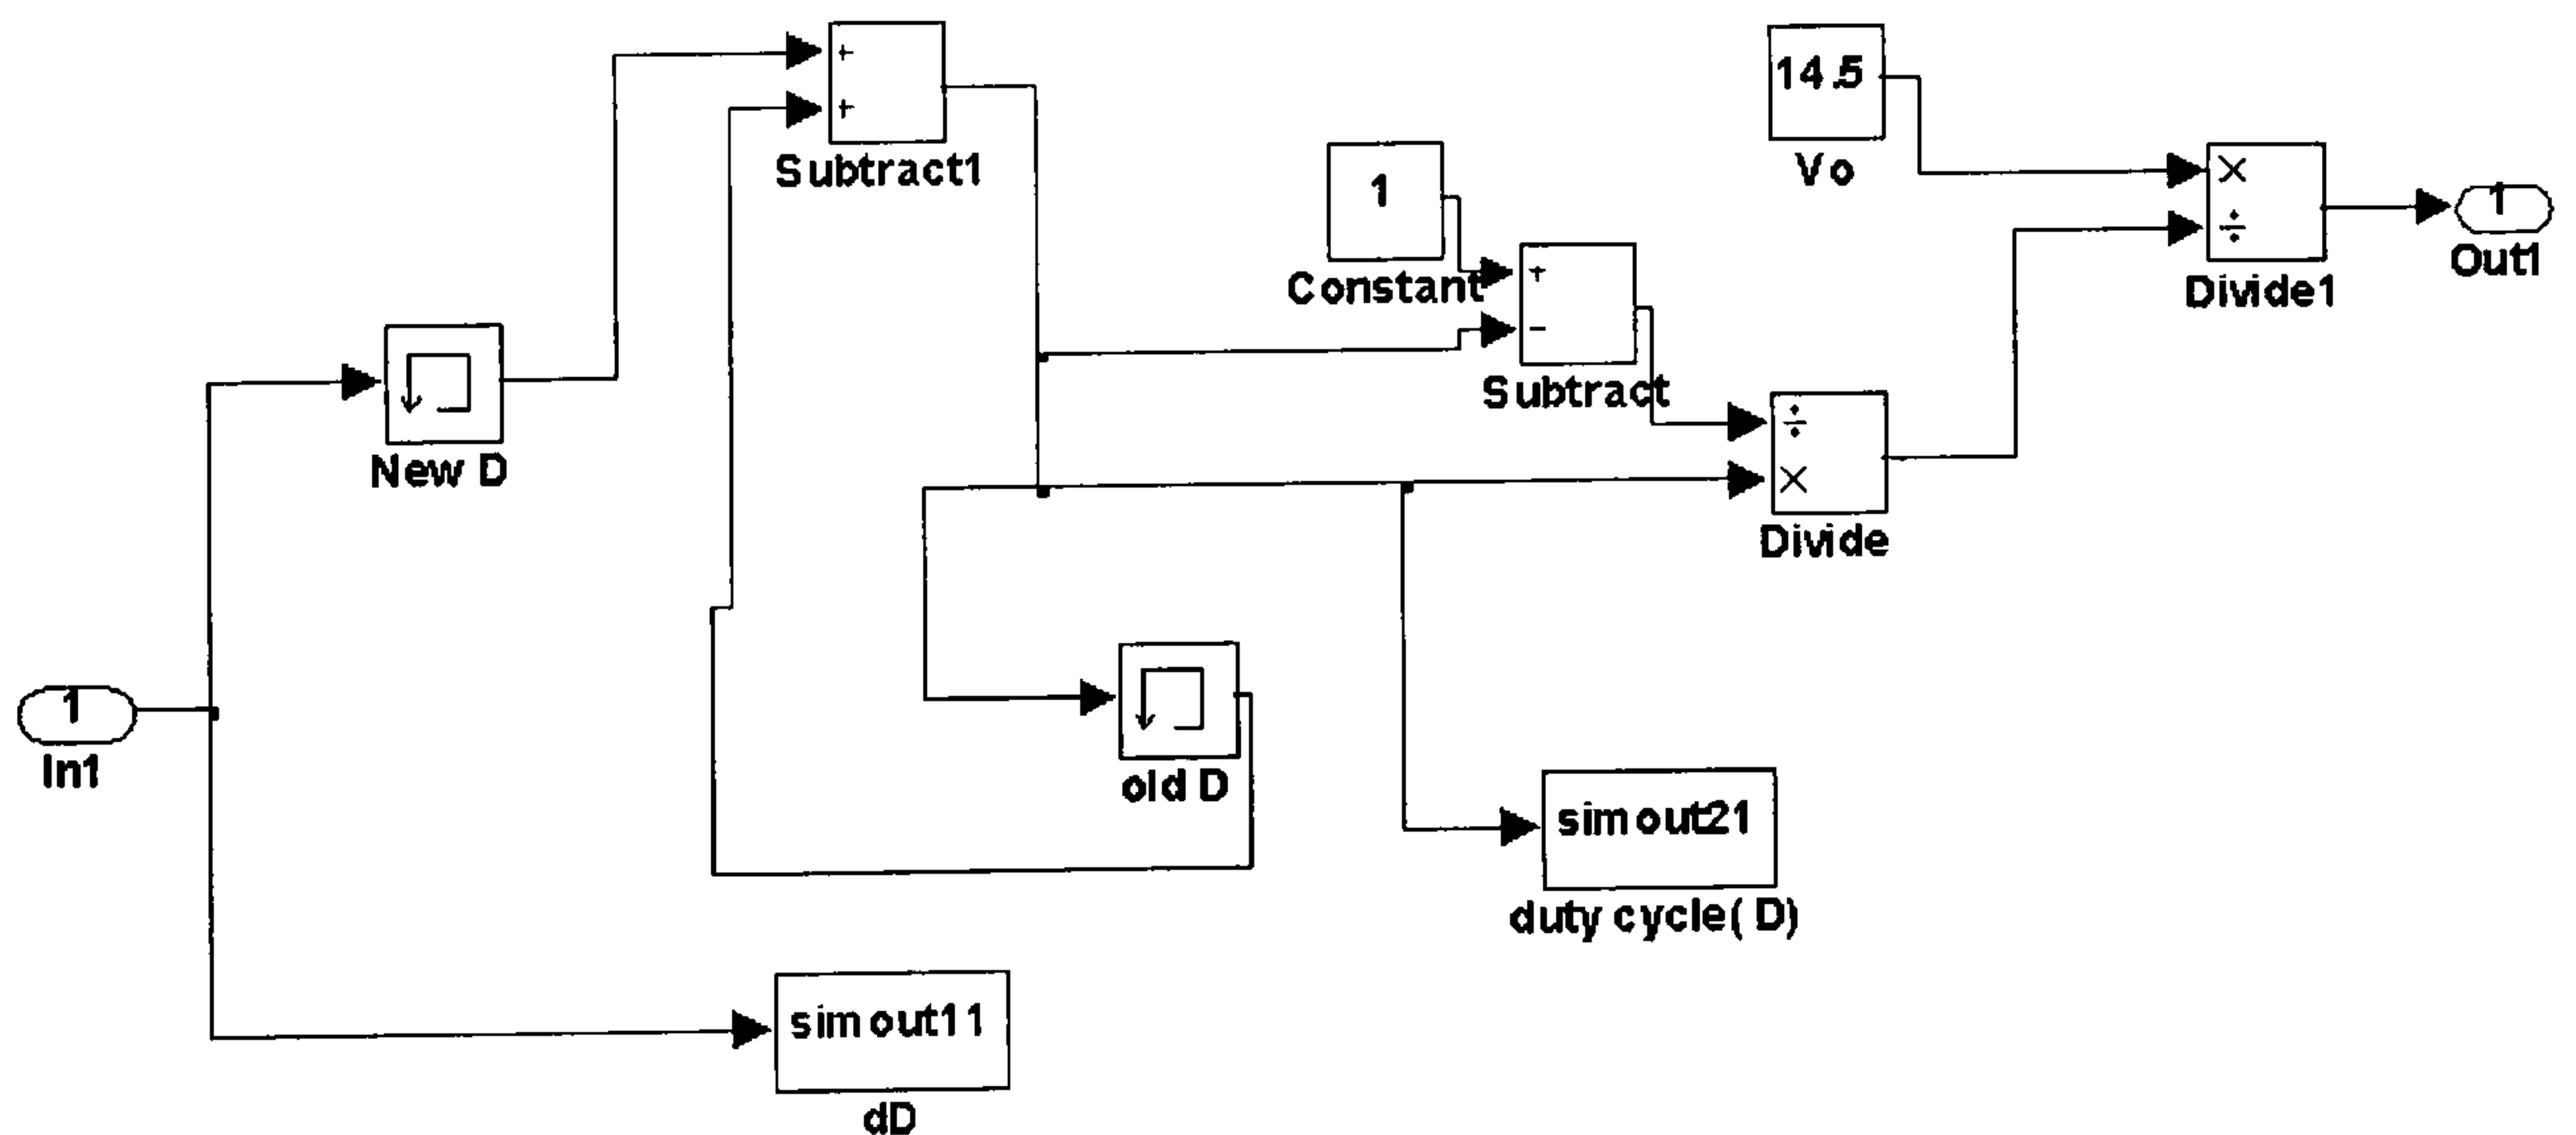 +
+
Subtract1
14.5
Vo
1
Constant
+
−
Subtract
×
÷
Divide1
1
Out1
New D
÷
×
Divide
1
In1
old D
simout21
duty cycle( D)
simout11
dD